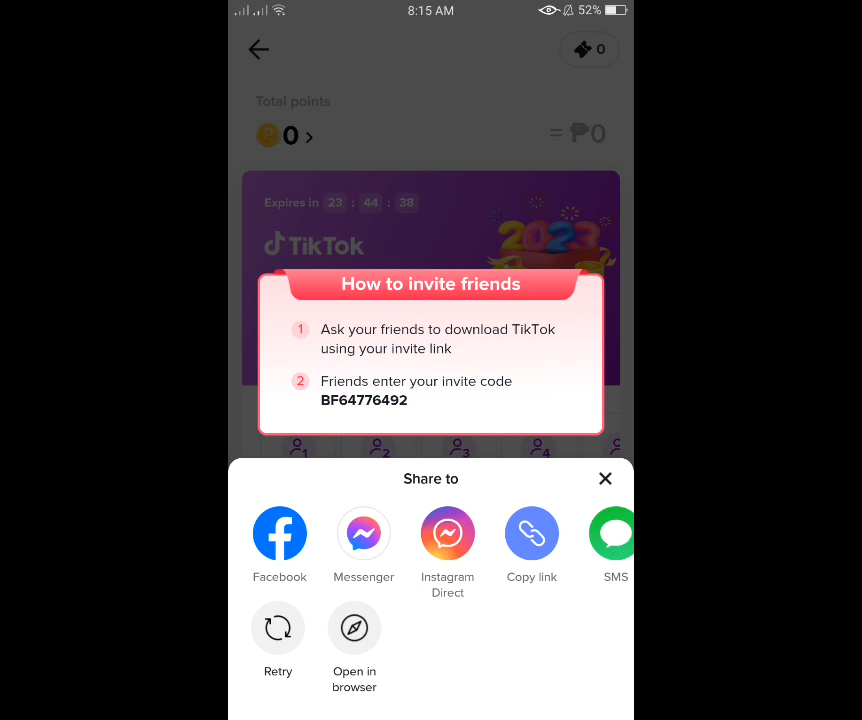 8:15 AM 52%
0
Total points
0 = ₱0
Expires in 23 : 44 : 38
TikTok
2023
How to invite friends
1 Ask your friends to download TikTok
using your invite link
2 Friends enter your invite code
BF64776492
1 2 3 4
Share to
Facebook Messenger Instagram Copy link SMS
Direct
Retry Open in
browser